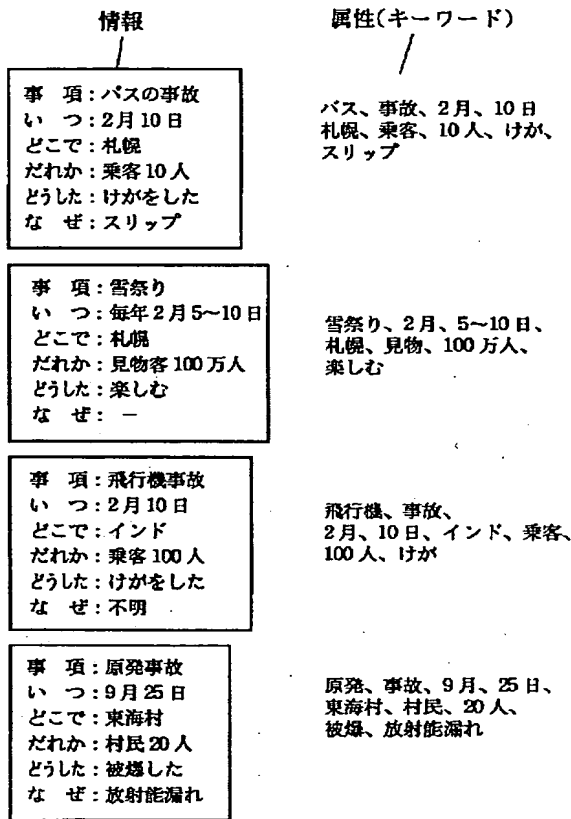 情報
属性(キーワード)
事　項：バスの事故
い　つ：2月10日
どこで：札幌
だれか：乗客10人
どうした：けがをした
な　ぜ：スリップ
バス、事故、2月、10日
札幌、乗客、10人、けが、
スリップ
事　項：雪祭り
い　つ：毎年2月5〜10日
どこで：札幌
だれか：見物客100万人
どうした：楽しむ
な　ぜ：－
雪祭り、2月、5〜10日、
札幌、見物、100万人、
楽しむ
事　項：飛行機事故
い　つ：2月10日
どこで：インド
だれか：乗客100人
どうした：けがをした
な　ぜ：不明
飛行機、事故、
2月、10日、インド、乗客、
100人、けが
事　項：原発事故
い　つ：9月25日
どこで：東海村
だれか：村民20人
どうした：被爆した
な　ぜ：放射能漏れ
原発、事故、9月、25日、
東海村、村民、20人、
被爆、放射能漏れ